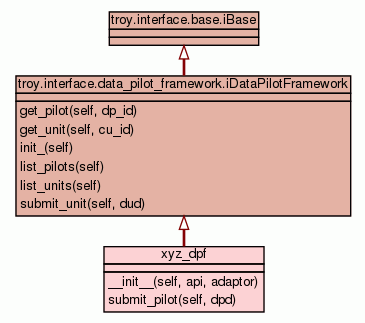 troy.interface.base.iBase
troy.interface.data_pilot_framework.iDataPilotFramework
get_pilot(self, dp_id)
get_unit(self, cu_id)
init_(self)
list_pilots(self)
list_units(self)
submit_unit(self, dud)
xyz_dpf
__init__(self, api, adaptor)
submit_pilot(self, dpd)